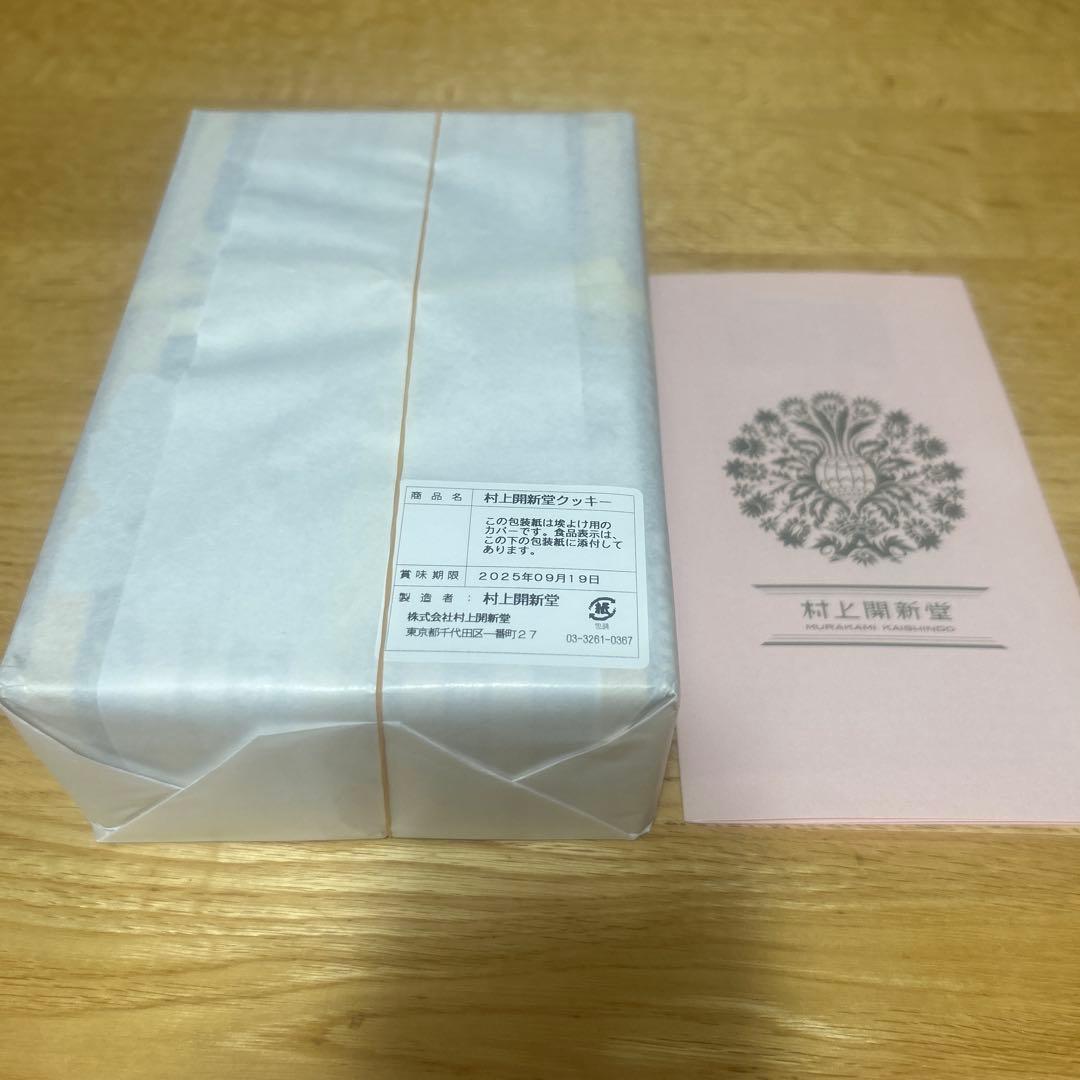 商品名 村上開新堂クッキー
この包装紙は埃よけ用の
カバーです。食品表示は、
この下の包装紙に添付して
あります。
賞味期限 2025年09月19日
製造者: 村上開新堂
株式会社村上開新堂
東京都千代田区一番町27 03-3261-0367
紙
包装
村上開新堂
MURAKAMI KAISHINDO